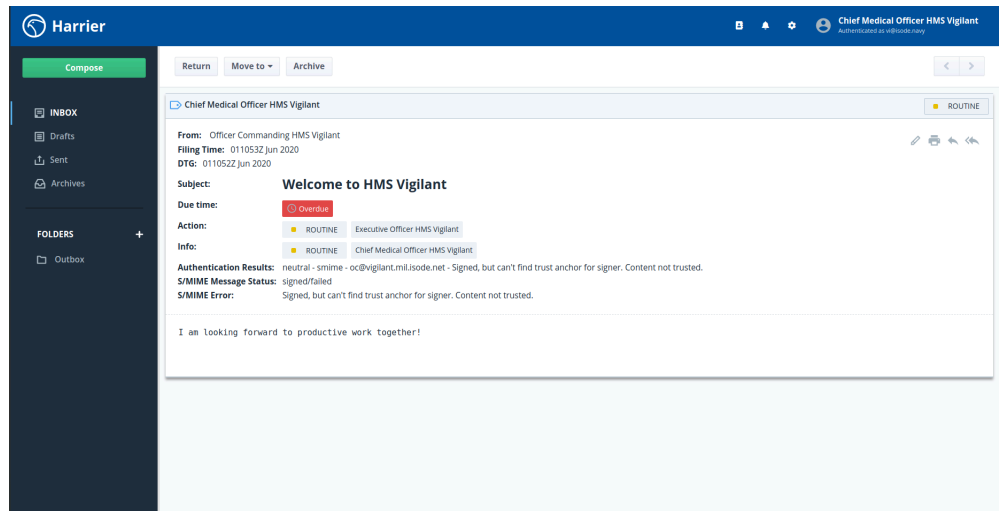 Harrier
Chief Medical Officer HMS Vigilant
Authenticated as vi@isode.navy
Compose
INBOX
Drafts
Sent
Archives
FOLDERS +
Outbox
Return Move to Archive
Chief Medical Officer HMS Vigilant ROUTINE
From: Officer Commanding HMS Vigilant
Filing Time: 011053Z Jun 2020
DTG: 011052Z Jun 2020
Subject: Welcome to HMS Vigilant
Due time: Overdue
Action: ROUTINE Executive Officer HMS Vigilant
Info: ROUTINE Chief Medical Officer HMS Vigilant
Authentication Results: neutral - smime - oc@vigilant.mil.isode.net - Signed, but can't find trust anchor for signer. Content not trusted.
S/MIME Message Status: signed/failed
S/MIME Error: Signed, but can't find trust anchor for signer. Content not trusted.
I am looking forward to productive work together!